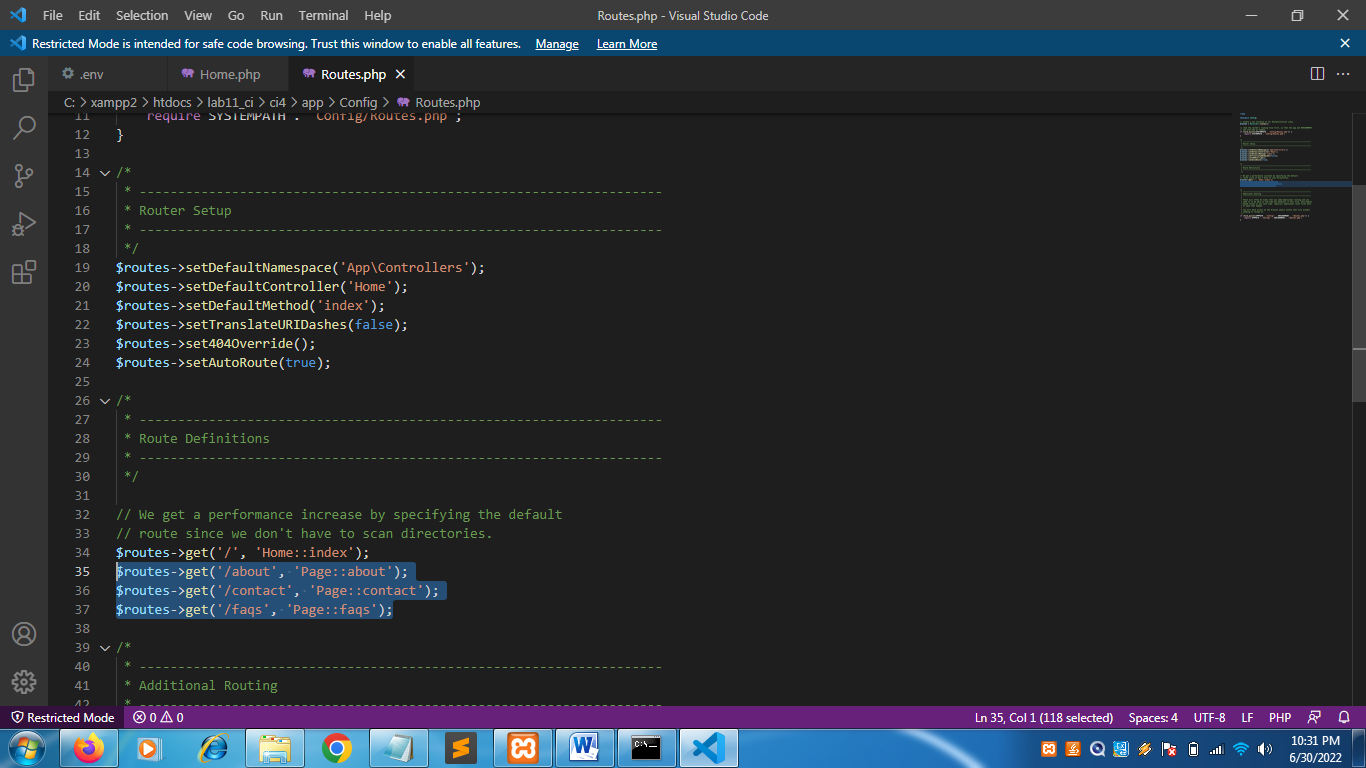 File Edit Selection View Go Run Terminal Help Routes.php - Visual Studio Code
Restricted Mode is intended for safe code browsing. Trust this window to enable all features. Manage Learn More
.env Home.php Routes.php
C: > xampp2 > htdocs > lab11_ci > ci4 > app > Config > Routes.php
11 require SYSTEMPATH . 'Config/Routes.php';
12 }
13
14 /*
15 * --------------------------------------------------------------------
16 * Router Setup
17 * --------------------------------------------------------------------
18 */
19 $routes->setDefaultNamespace('App\Controllers');
20 $routes->setDefaultController('Home');
21 $routes->setDefaultMethod('index');
22 $routes->setTranslateURIDashes(false);
23 $routes->set404Override();
24 $routes->setAutoRoute(true);
25
26 /*
27 * --------------------------------------------------------------------
28 * Route Definitions
29 * --------------------------------------------------------------------
30 */
31
32 // We get a performance increase by specifying the default
33 // route since we don't have to scan directories.
34 $routes->get('/', 'Home::index');
35 $routes->get('/about', 'Page::about');
36 $routes->get('/contact', 'Page::contact');
37 $routes->get('/faqs', 'Page::faqs');
38
39 /*
40 * --------------------------------------------------------------------
41 * Additional Routing
42 * --------------------------------------------------------------------
Restricted Mode 0 0 Ln 35, Col 1 (118 selected) Spaces: 4 UTF-8 LF PHP
10:31 PM
6/30/2022